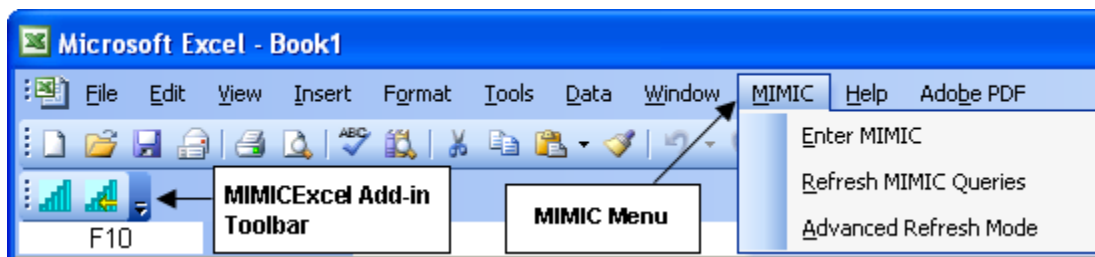 Microsoft Excel - Book1
File Edit View Insert Format Tools Data Window MIMIC Help Adobe PDF
ABC
Enter MIMIC
Refresh MIMIC Queries
Advanced Refresh Mode
MIMICExcel Add-in
Toolbar
MIMIC Menu
F10